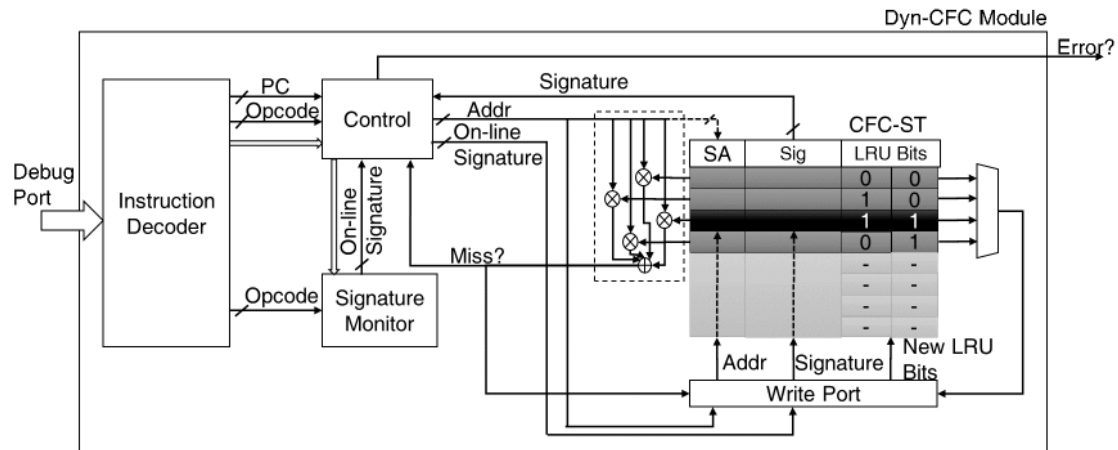 Dyn-CFC Module
Error?
PC
Signature
Opcode
Control
Addr
CFC-ST
On-line
Signature
SA
Sig
LRU Bits
Debug
Port
Instruction
Decoder
0 0
1 0
1 1
0 1
On-line
Signature
Miss?
- -
- -
- -
- -
Opcode
Signature
Monitor
Addr
Signature
New LRU
Bits
Write Port